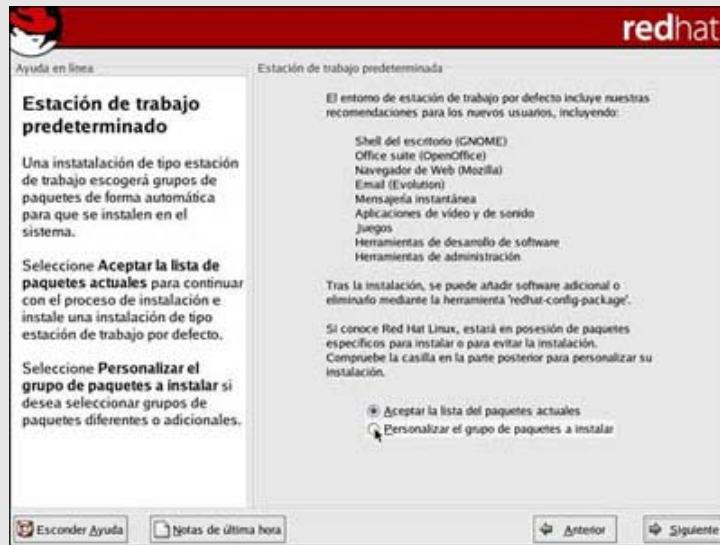 redhat
Ayuda en línea
Estación de trabajo
predeterminado
Una instatalación de tipo estación
de trabajo escogerá grupos de
paquetes de forma automática
para que se instalen en el
sistema.
Seleccione Aceptar la lista de
paquetes actuales para continuar
con el proceso de instalación e
instale una instalación de tipo
estación de trabajo por defecto.
Seleccione Personalizar el
grupo de paquetes a instalar si
desea seleccionar grupos de
paquetes diferentes o adicionales.
Estación de trabajo predeterminada
El entorno de estación de trabajo por defecto incluye nuestras
recomendaciones para los nuevos usuarios, incluyendo:
Shell del escritorio (GNOME)
Office suite (OpenOffice)
Navegador de Web (Mozilla)
Email (Evolution)
Mensajería instantánea
Aplicaciones de vídeo y de sonido
Juegos
Herramientas de desarrollo de software
Herramientas de administración
Tras la instalación, se puede añadir software adicional o
eliminarlo mediante la herramienta 'redhat-config-package'.
Si conoce Red Hat Linux, estará en posesión de paquetes
específicos para instalar o para evitar la instalación.
Compruebe la casilla en la parte posterior para personalizar su
instalación.
Aceptar la lista del paquetes actuales
Personalizar el grupo de paquetes a instalar
Esconder Ayuda
Notas de última hora
Anterior
Siguiente